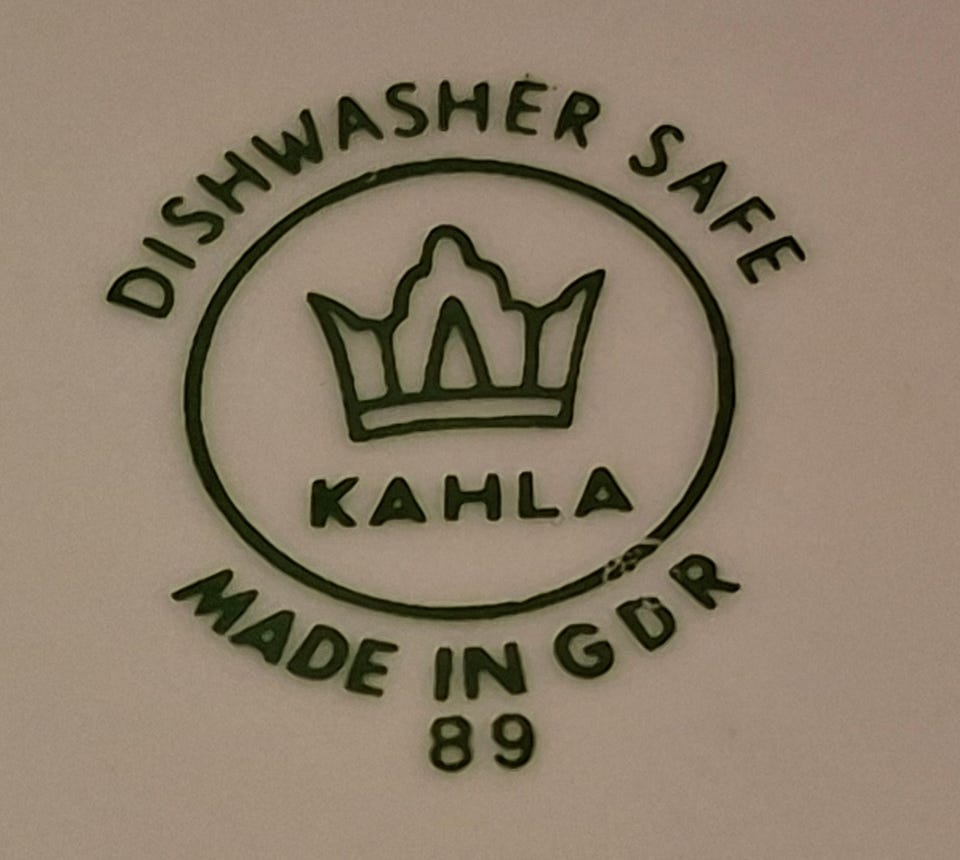 DISHWASHER SAFE
KAHLA
MADE IN GDR
89